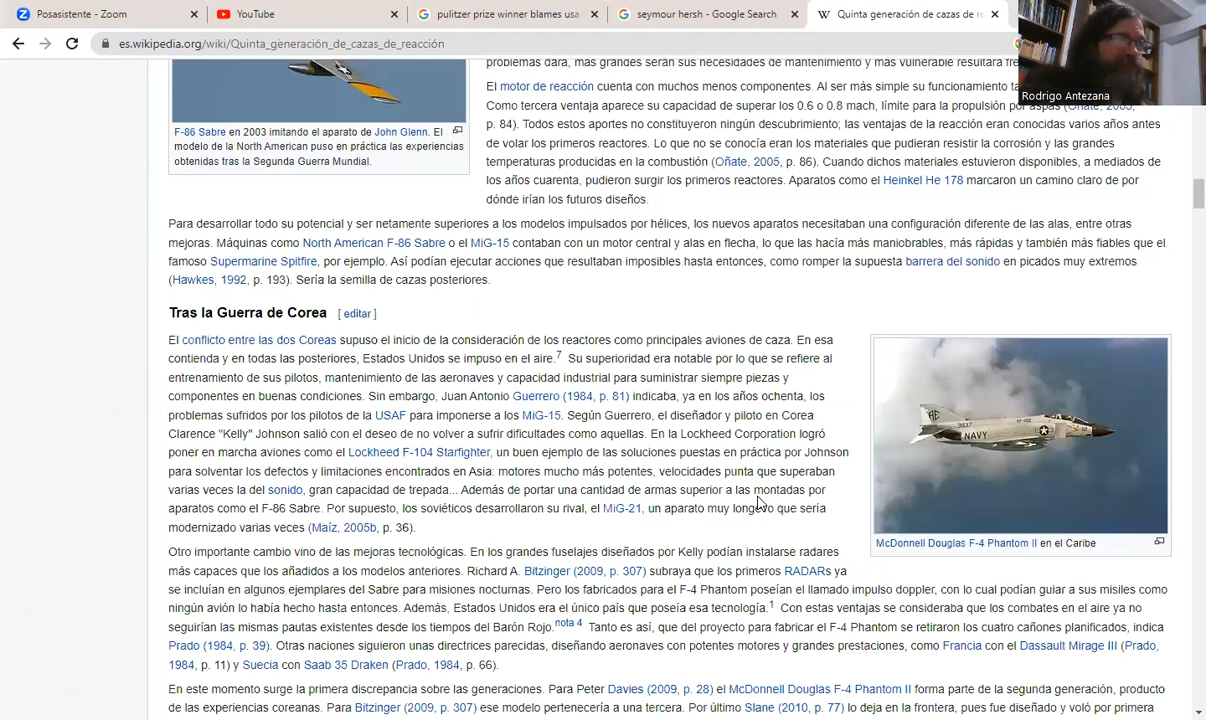 Posasistente - Zoom
YouTube
pulitzer prize winner blames usa
seymour hersh - Google Search
Quinta generación de cazas de re
es.wikipedia.org/wiki/Quinta_generación_de_cazas_de_reacción
Rodrigo Antezana
problemas dará, más grandes serán sus necesidades de mantenimiento y más vulnerable resultará
El motor de reacción cuenta con muchos menos componentes. Al ser más simple su funcionamiento
Como tercera ventaja aparece su capacidad de superar los 0.6 o 0.8 mach, límite para la propulsión por aspas (Oñate, 2005,
p. 84). Todos estos aportes no constituyeron ningún descubrimiento; las ventajas de la reacción eran conocidas varios años antes
de volar los primeros reactores. Lo que no se conocía eran los materiales que pudieran resistir la corrosión y las grandes
temperaturas producidas en la combustión (Oñate, 2005, p. 86). Cuando dichos materiales estuvieron disponibles, a mediados de
los años cuarenta, pudieron surgir los primeros reactores. Aparatos como el Heinkel He 178 marcaron un camino claro de por
dónde irían los futuros diseños.
F-86 Sabre en 2003 imitando el aparato de John Glenn. El
modelo de la North American puso en práctica las experiencias
obtenidas tras la Segunda Guerra Mundial.
Para desarrollar todo su potencial y ser netamente superiores a los modelos impulsados por hélices, los nuevos aparatos necesitaban una configuración diferente de las alas, entre otras
mejoras. Máquinas como North American F-86 Sabre o el MiG-15 contaban con un motor central y alas en flecha, lo que las hacía más maniobrables, más rápidas y también más fiables que el
famoso Supermarine Spitfire, por ejemplo. Así podían ejecutar acciones que resultaban imposibles hasta entonces, como romper la supuesta barrera del sonido en picados muy extremos
(Hawkes, 1992, p. 193). Sería la semilla de cazas posteriores.
Tras la Guerra de Corea [ editar ]
El conflicto entre las dos Coreas supuso el inicio de la consideración de los reactores como principales aviones de caza. En esa
contienda y en todas las posteriores, Estados Unidos se impuso en el aire.7 Su superioridad era notable por lo que se refiere al
entrenamiento de sus pilotos, mantenimiento de las aeronaves y capacidad industrial para suministrar siempre piezas y
componentes en buenas condiciones. Sin embargo, Juan Antonio Guerrero (1984, p. 81) indicaba, ya en los años ochenta, los
problemas sufridos por los pilotos de la USAF para imponerse a los MiG-15. Según Guerrero, el diseñador y piloto en Corea
Clarence "Kelly" Johnson salió con el deseo de no volver a sufrir dificultades como aquellas. En la Lockheed Corporation logró
poner en marcha aviones como el Lockheed F-104 Starfighter, un buen ejemplo de las soluciones puestas en práctica por Johnson
para solventar los defectos y limitaciones encontrados en Asia: motores mucho más potentes, velocidades punta que superaban
varias veces la del sonido, gran capacidad de trepada... Además de portar una cantidad de armas superior a las montadas por
aparatos como el F-86 Sabre. Por supuesto, los soviéticos desarrollaron su rival, el MiG-21, un aparato muy longevo que sería
modernizado varias veces (Maíz, 2005b, p. 36).
NAVY
McDonnell Douglas F-4 Phantom II en el Caribe
Otro importante cambio vino de las mejoras tecnológicas. En los grandes fuselajes diseñados por Kelly podían instalarse radares
más capaces que los añadidos a los modelos anteriores. Richard A. Bitzinger (2009, p. 307) subraya que los primeros RADARs ya
se incluían en algunos ejemplares del Sabre para misiones nocturnas. Pero los fabricados para el F-4 Phantom poseían el llamado impulso doppler, con lo cual podían guiar a sus misiles como
ningún avión lo había hecho hasta entonces. Además, Estados Unidos era el único país que poseía esa tecnología.1 Con estas ventajas se consideraba que los combates en el aire ya no
seguirían las mismas pautas existentes desde los tiempos del Barón Rojo.nota 4 Tanto es así, que del proyecto para fabricar el F-4 Phantom se retiraron los cuatro cañones planificados, indica
Prado (1984, p. 39). Otras naciones siguieron unas directrices parecidas, diseñando aeronaves con potentes motores y grandes prestaciones, como Francia con el Dassault Mirage III (Prado,
1984, p. 11) y Suecia con Saab 35 Draken (Prado, 1984, p. 66).
En este momento surge la primera discrepancia sobre las generaciones. Para Peter Davies (2009, p. 28) el McDonnell Douglas F-4 Phantom II forma parte de la segunda generación, producto
de las experiencias coreanas. Para Bitzinger (2009, p. 307) ese modelo pertenecería a una tercera. Por último Slane (2010, p. 77) lo deja en la frontera, pues fue diseñado y voló por primera